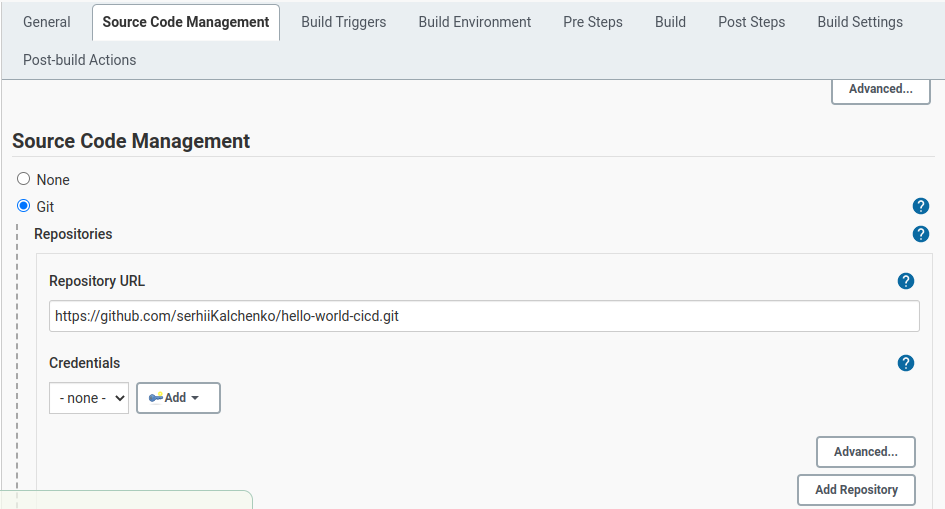 General Source Code Management Build Triggers Build Environment Pre Steps Build Post Steps Build Settings
Post-build Actions
Advanced...
Source Code Management
None
Git
?
Repositories
?
Repository URL
?
https://github.com/serhiiKalchenko/hello-world-cicd.git
Credentials
?
- none - Add
Advanced...
Add Repository